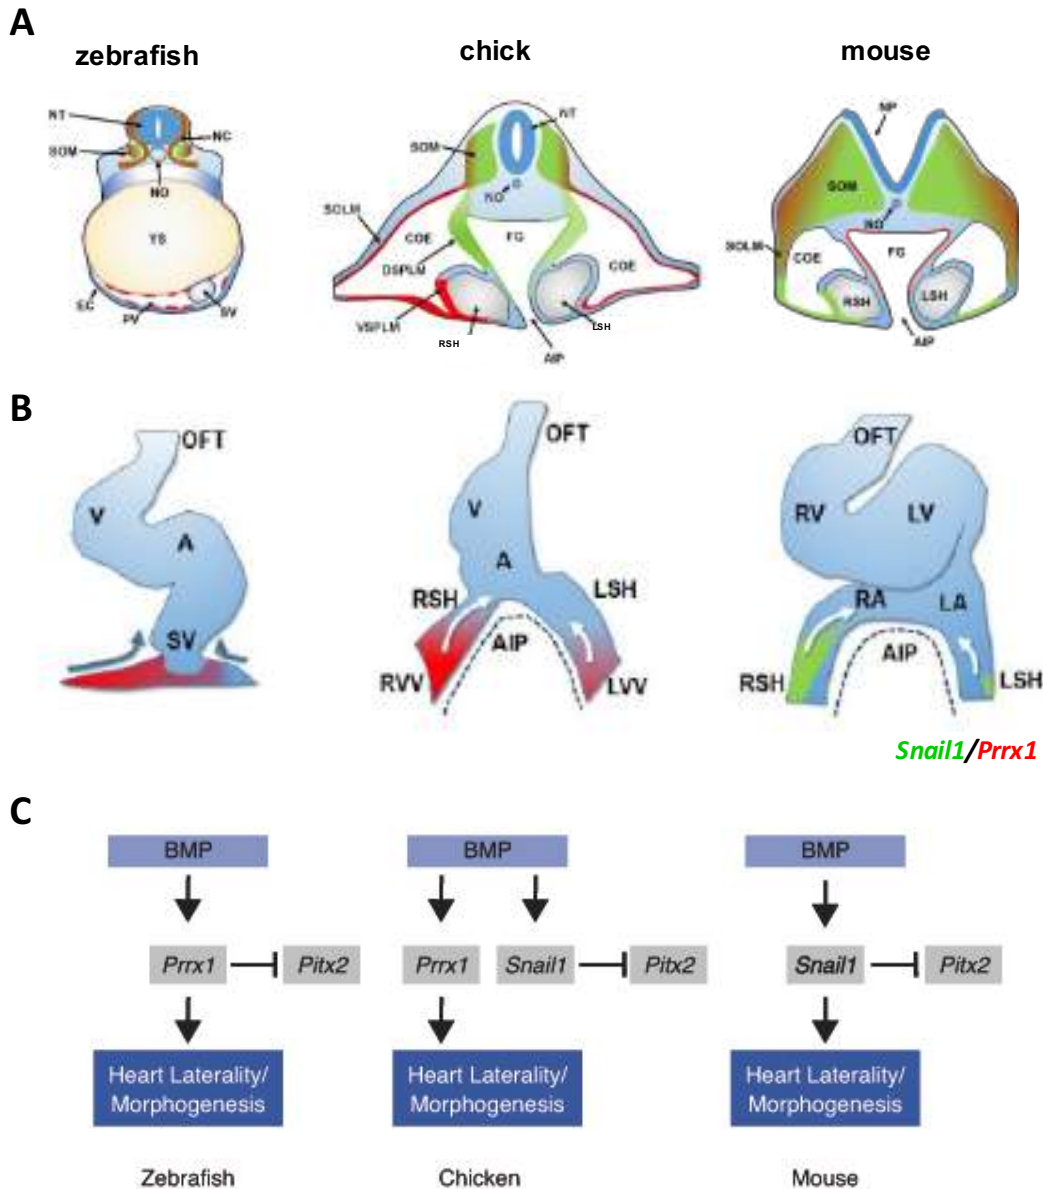 A
zebrafish
chick
mouse
NT
NC
SOM
NO
YS
EC
PV
SV
NT
SOM
NO
SOLM
COE
FG
DSPLM
COE
VSPLM
RSH
LSH
AIP
NP
SOM
NO
SOLM
COE
FG
RSH
LSH
AIP
B
OFT
V
A
SV
OFT
V
A
RSH
LSH
AIP
RVV
LVV
OFT
RV
LV
RA
LA
AIP
RSH
LSH
Snail1/Prrx1
C
BMP
BMP
BMP
Prrx1
Pitx2
Prrx1
Snail1
Pitx2
Snail1
Pitx2
Heart Laterality/
Morphogenesis
Heart Laterality/
Morphogenesis
Heart Laterality/
Morphogenesis
Zebrafish
Chicken
Mouse